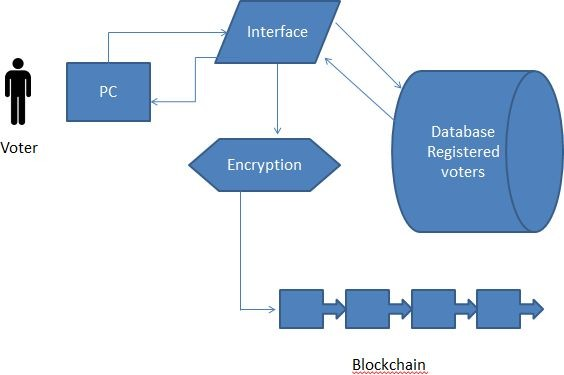 Interface
PC
Voter
Database
Registered
voters
Encryption
Blockchain